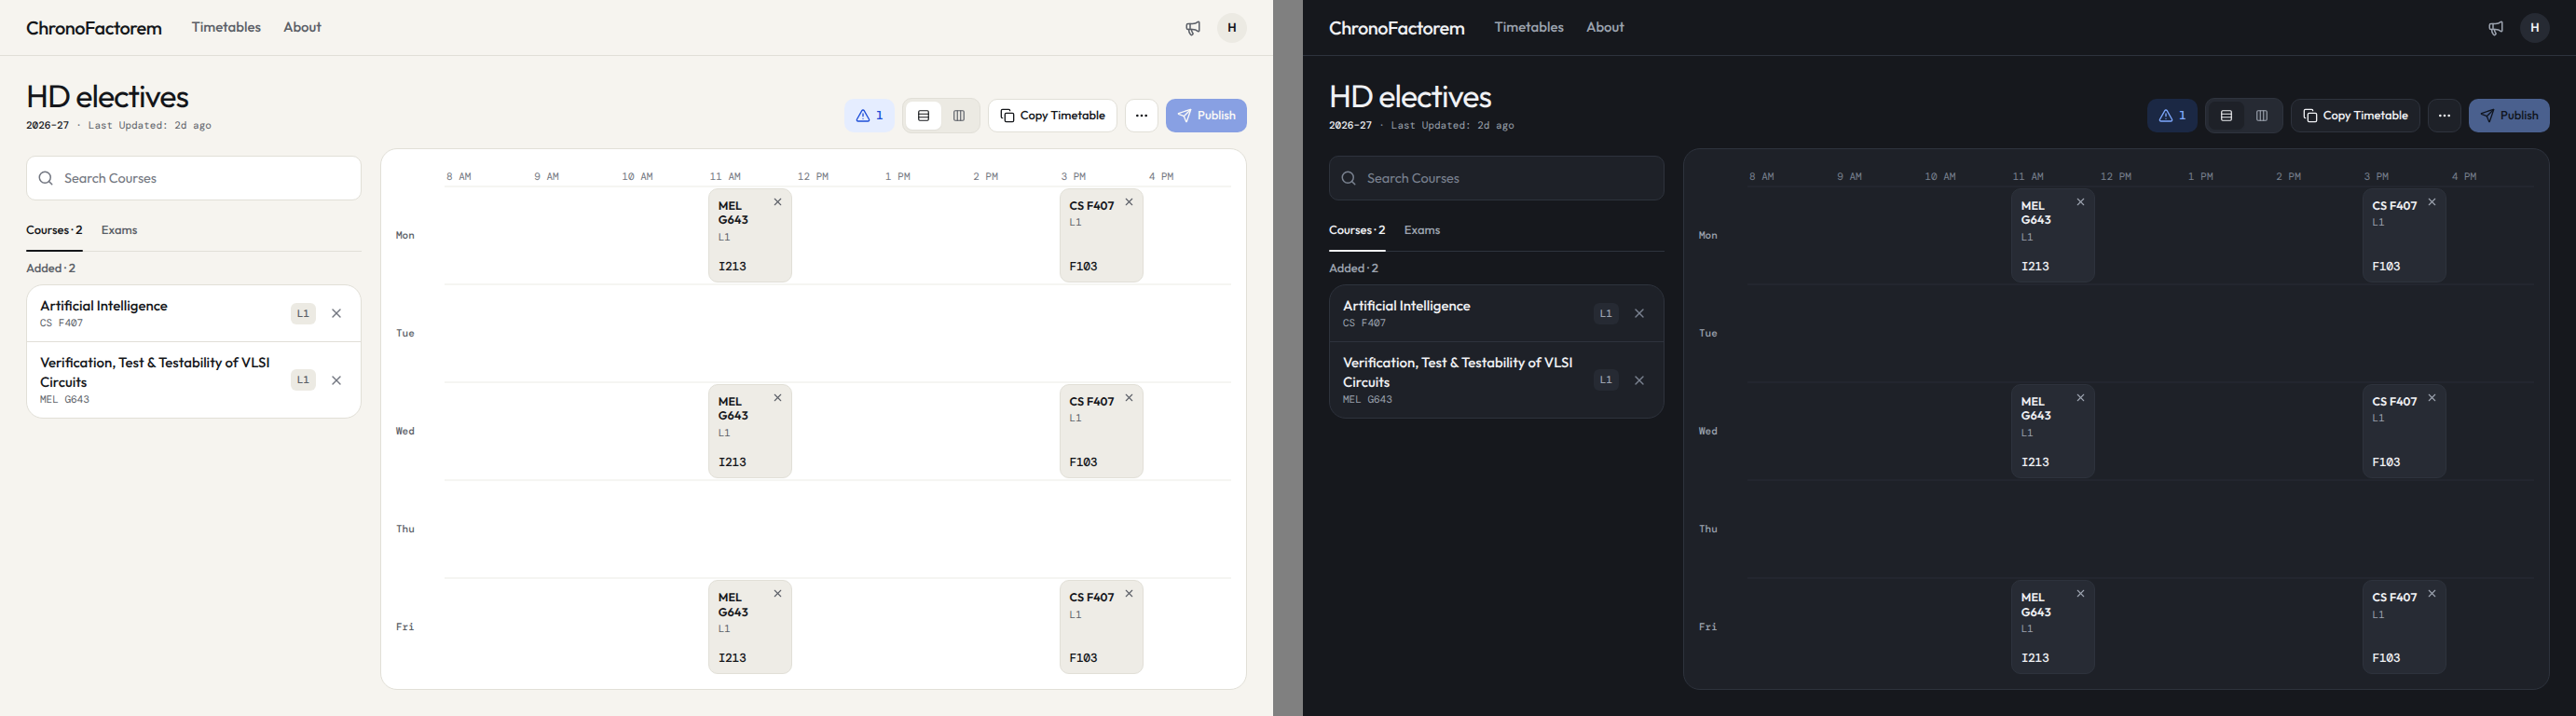 ChronoFactorem Timetables About H
HD electives
2026-27 · Last Updated: 2d ago
1 Copy Timetable ... Publish
Search Courses
Courses · 2 Exams
Added · 2
Artificial Intelligence
CS F407
L1
Verification, Test & Testability of VLSI
Circuits
MEL G643
L1
8 AM 9 AM 10 AM 11 AM 12 PM 1 PM 2 PM 3 PM 4 PM
Mon
MEL
G643
L1
I213
CS F407
L1
F103
Tue
Wed
MEL
G643
L1
I213
CS F407
L1
F103
Thu
Fri
MEL
G643
L1
I213
CS F407
L1
F103
ChronoFactorem Timetables About H
HD electives
2026-27 · Last Updated: 2d ago
1 Copy Timetable ... Publish
Search Courses
Courses · 2 Exams
Added · 2
Artificial Intelligence
CS F407
L1
Verification, Test & Testability of VLSI
Circuits
MEL G643
L1
8 AM 9 AM 10 AM 11 AM 12 PM 1 PM 2 PM 3 PM 4 PM
Mon
MEL
G643
L1
I213
CS F407
L1
F103
Tue
Wed
MEL
G643
L1
I213
CS F407
L1
F103
Thu
Fri
MEL
G643
L1
I213
CS F407
L1
F103